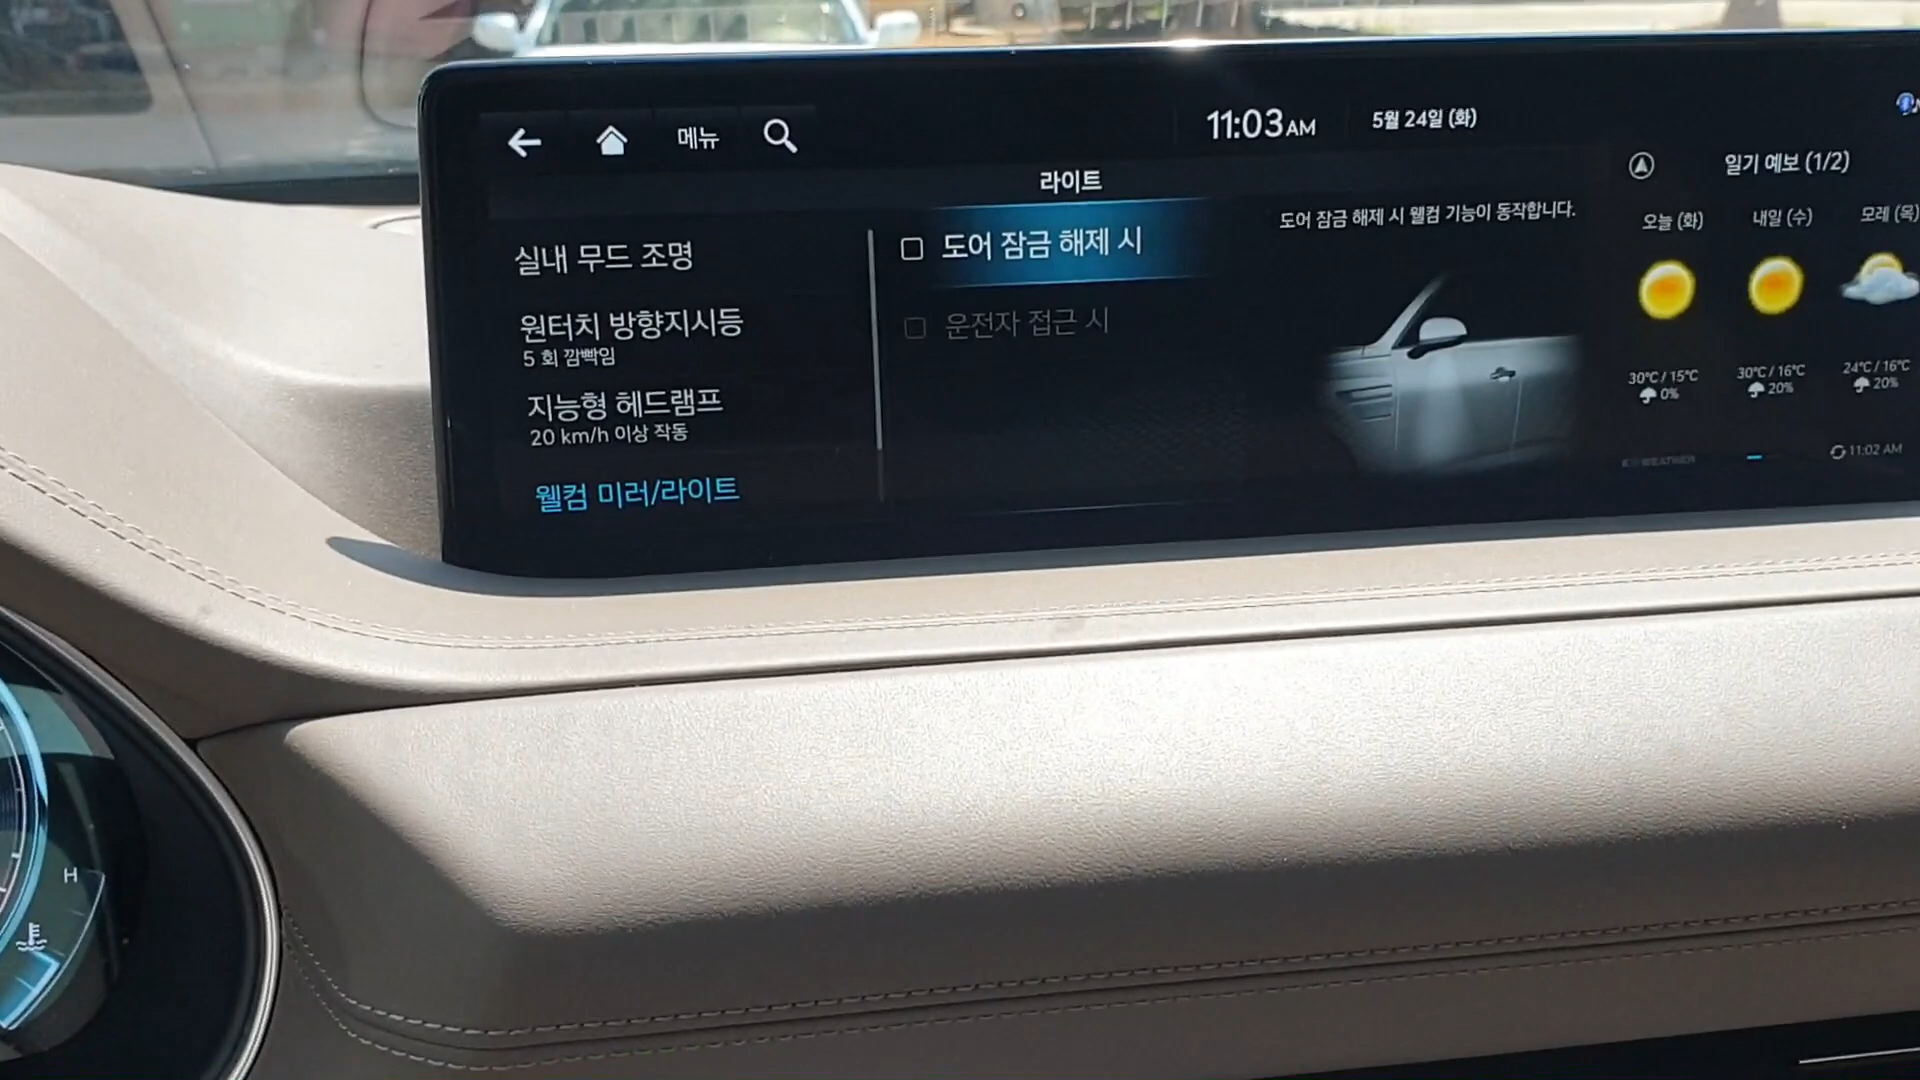 메뉴
11:03 AM
5월 24일 (화)
라이트
실내 무드 조명
원터치 방향지시등
5 회 깜빡임
지능형 헤드램프
20 km/h 이상 작동
웰컴 미러/라이트
도어 잠금 해제 시
운전자 접근 시
도어 잠금 해제 시 웰컴 기능이 동작합니다.
일기 예보 (1/2)
오늘 (화) 내일 (수) 모레 (목)
30°C / 15°C 30°C / 16°C 24°C / 16°C
0% 20% 20%
11:02 AM
H